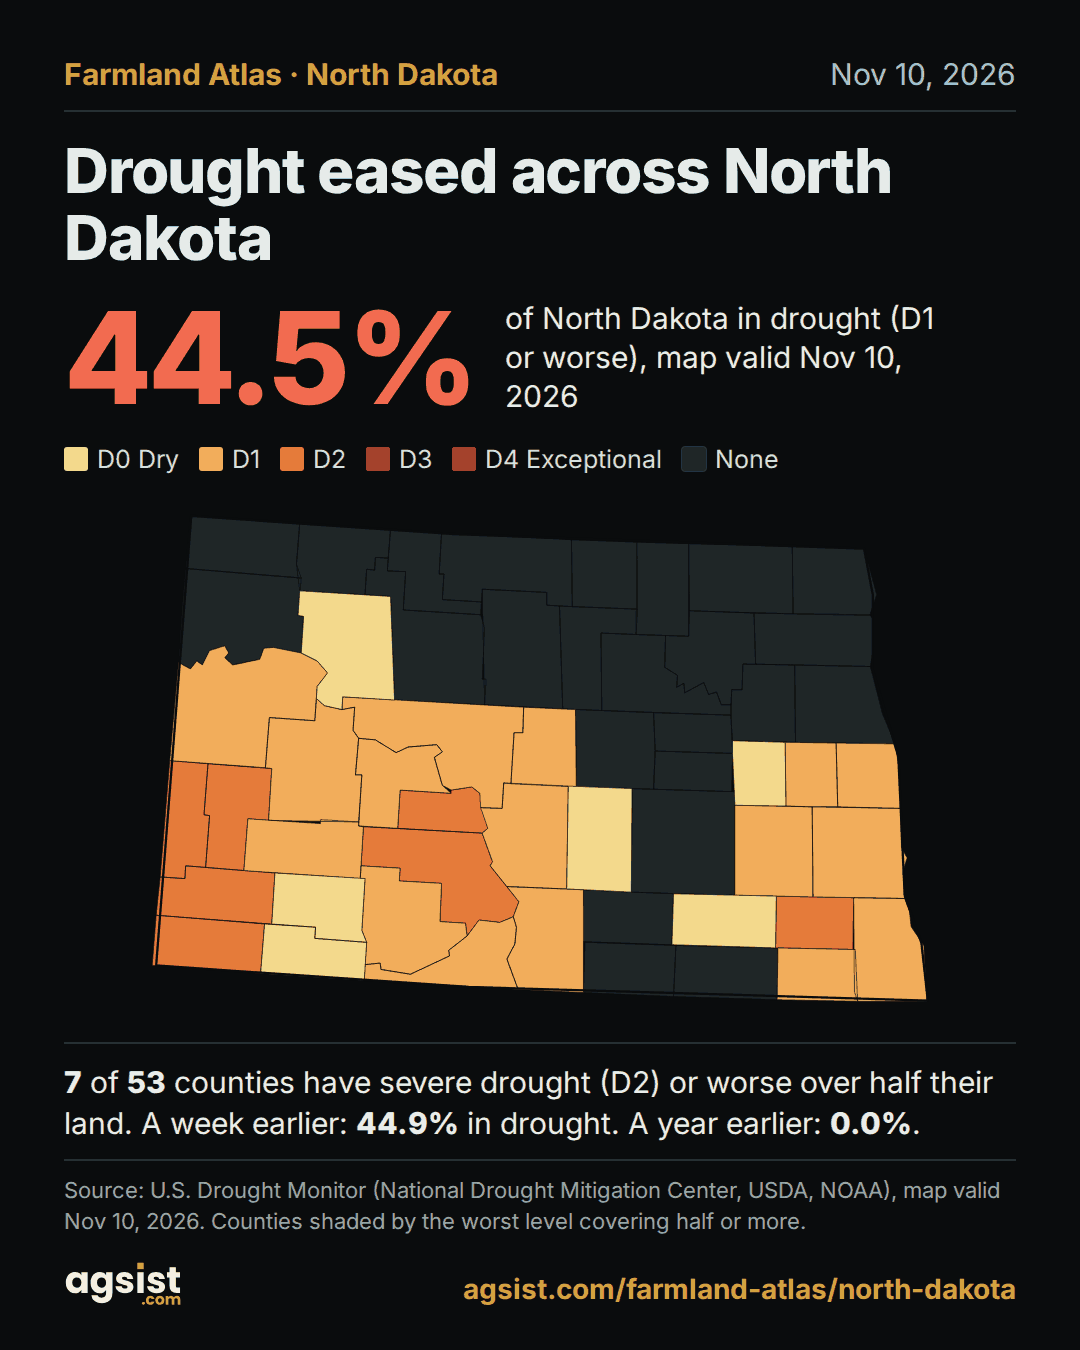 Farmland Atlas · North Dakota
Nov 10, 2026
Drought eased across North
Dakota
44.5%
of North Dakota in drought (D1
or worse), map valid Nov 10,
2026
D0 Dry D1 D2 D3 D4 Exceptional None
7 of 53 counties have severe drought (D2) or worse over half their
land. A week earlier: 44.9% in drought. A year earlier: 0.0%.
Source: U.S. Drought Monitor (National Drought Mitigation Center, USDA, NOAA), map valid
Nov 10, 2026. Counties shaded by the worst level covering half or more.
agsist
.com
agsist.com/farmland-atlas/north-dakota